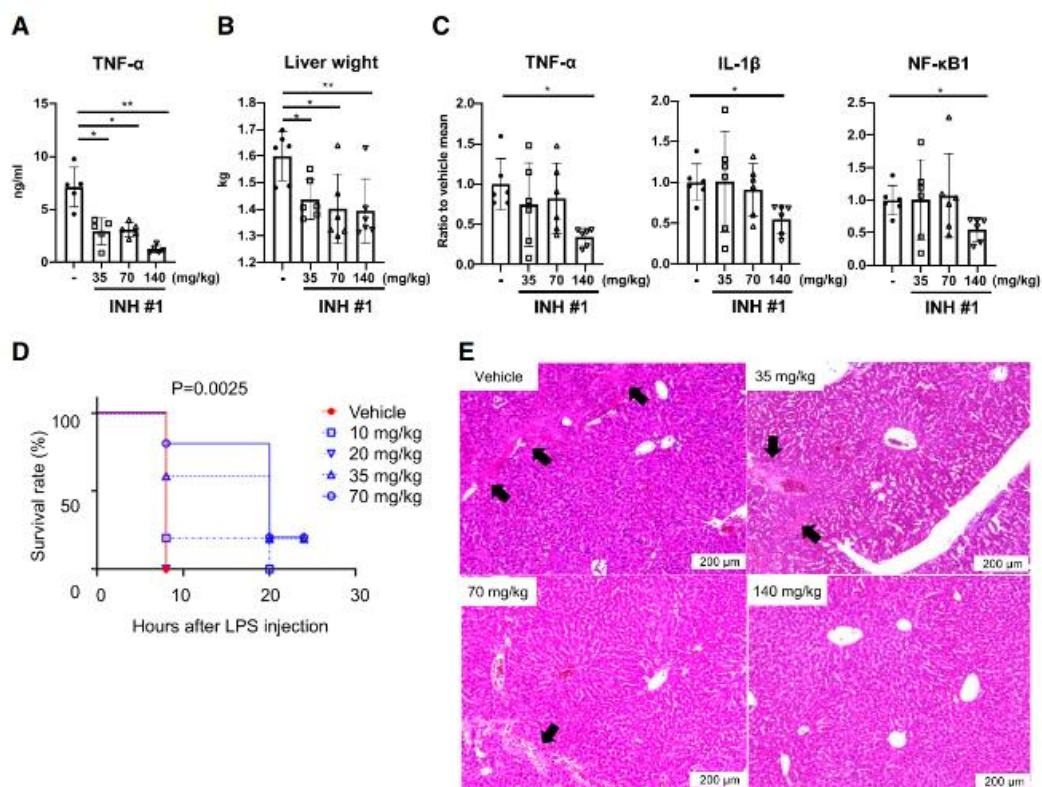 A
TNF-α
ng/ml
15
10
5
0
**
*
*
- 35 70 140 (mg/kg)
INH #1
B
Liver wight
kg
1.7
1.6
1.5
1.4
1.3
1.2
**
*
*
- 35 70 140 (mg/kg)
INH #1
C
TNF-α
Ratio to vehicle mean
2.0
1.5
1.0
0.5
0.0
*
- 35 70 140 (mg/kg)
INH #1
IL-1β
2.0
1.5
1.0
0.5
0.0
*
- 35 70 140 (mg/kg)
INH #1
NF-κB1
2.5
2.0
1.5
1.0
0.5
0.0
*
- 35 70 140 (mg/kg)
INH #1
D
P=0.0025
Survival rate (%)
100
50
0
0 10 20 30
Hours after LPS injection
Vehicle
10 mg/kg
20 mg/kg
35 mg/kg
70 mg/kg
E
Vehicle
200 µm
35 mg/kg
200 µm
70 mg/kg
200 µm
140 mg/kg
200 µm